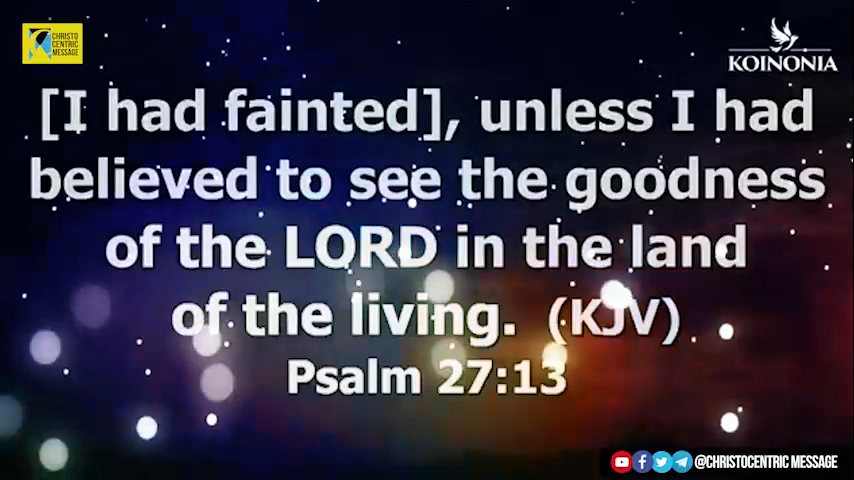 CHRISTO
CENTRIC
MESSAGE
KOINONIA
[I had fainted], unless I had
believed to see the goodness
of the LORD in the land
of the living. (KJV)
Psalm 27:13
@CHRISTOCENTRIC MESSAGE